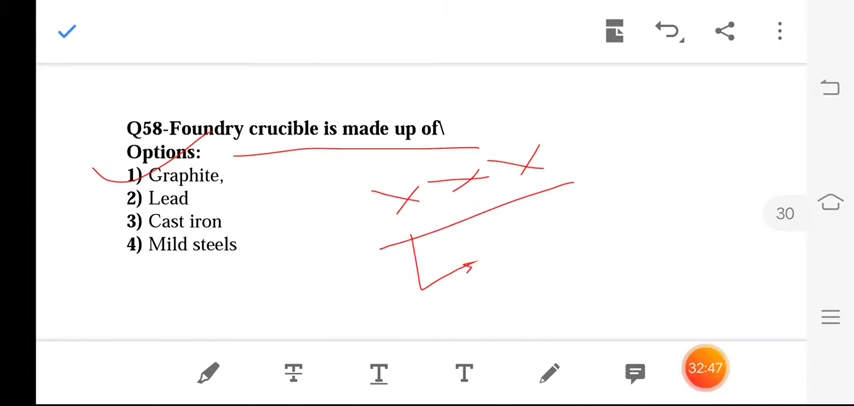 Q58-Foundry crucible is made up of\
Options:
1) Graphite,
2) Lead
3) Cast iron
4) Mild steels
30
T T T
32:47